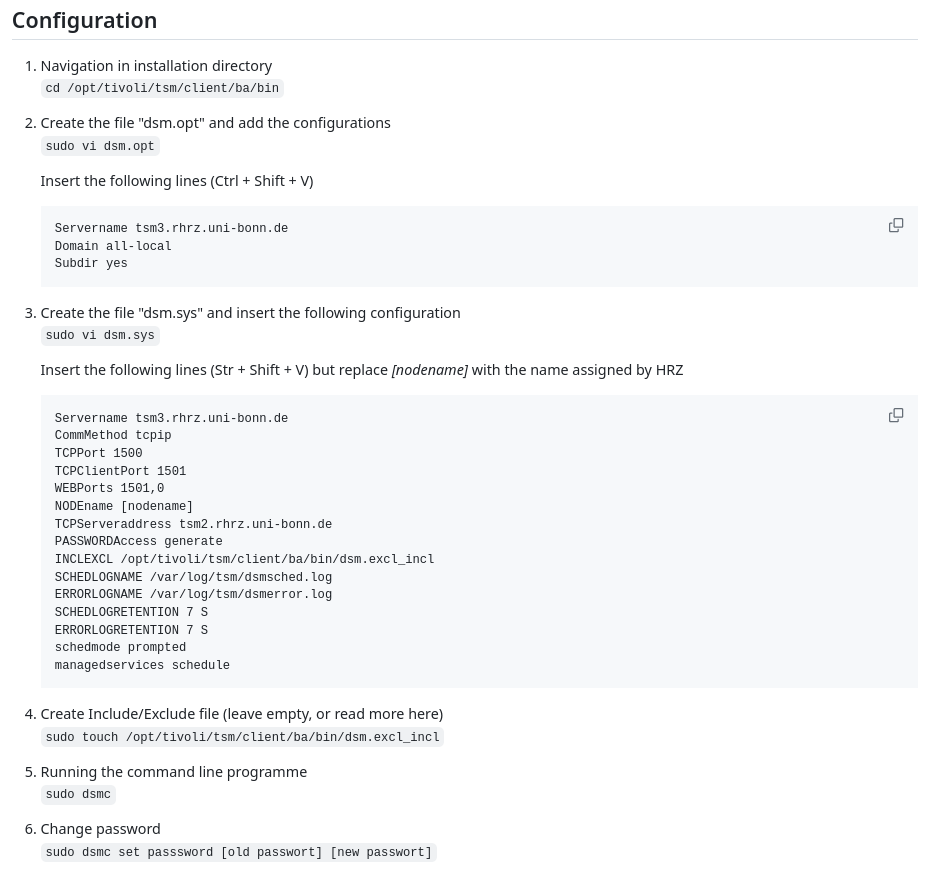 Configuration
1. Navigation in installation directory
cd /opt/tivoli/tsm/client/ba/bin
2. Create the file "dsm.opt" and add the configurations
sudo vi dsm.opt
Insert the following lines (Ctrl + Shift + V)
Servername tsm3.rhrz.uni-bonn.de
Domain all-local
Subdir yes
3. Create the file "dsm.sys" and insert the following configuration
sudo vi dsm.sys
Insert the following lines (Str + Shift + V) but replace [nodename] with the name assigned by HRZ
Servername tsm3.rhrz.uni-bonn.de
CommMethod tcpip
TCPPort 1500
TCPClientPort 1501
WEBPorts 1501,0
NODEname [nodename]
TCPServeraddress tsm2.rhrz.uni-bonn.de
PASSWORDAccess generate
INCLEXCL /opt/tivoli/tsm/client/ba/bin/dsm.excl_incl
SCHEDLOGNAME /var/log/tsm/dsmsched.log
ERRORLOGNAME /var/log/tsm/dsmerror.log
SCHEDLOGRETENTION 7 S
ERRORLOGRETENTION 7 S
schedmode prompted
managedservices schedule
4. Create Include/Exclude file (leave empty, or read more here)
sudo touch /opt/tivoli/tsm/client/ba/bin/dsm.excl_incl
5. Running the command line programme
sudo dsmc
6. Change password
sudo dsmc set passsword [old passwort] [new passwort]